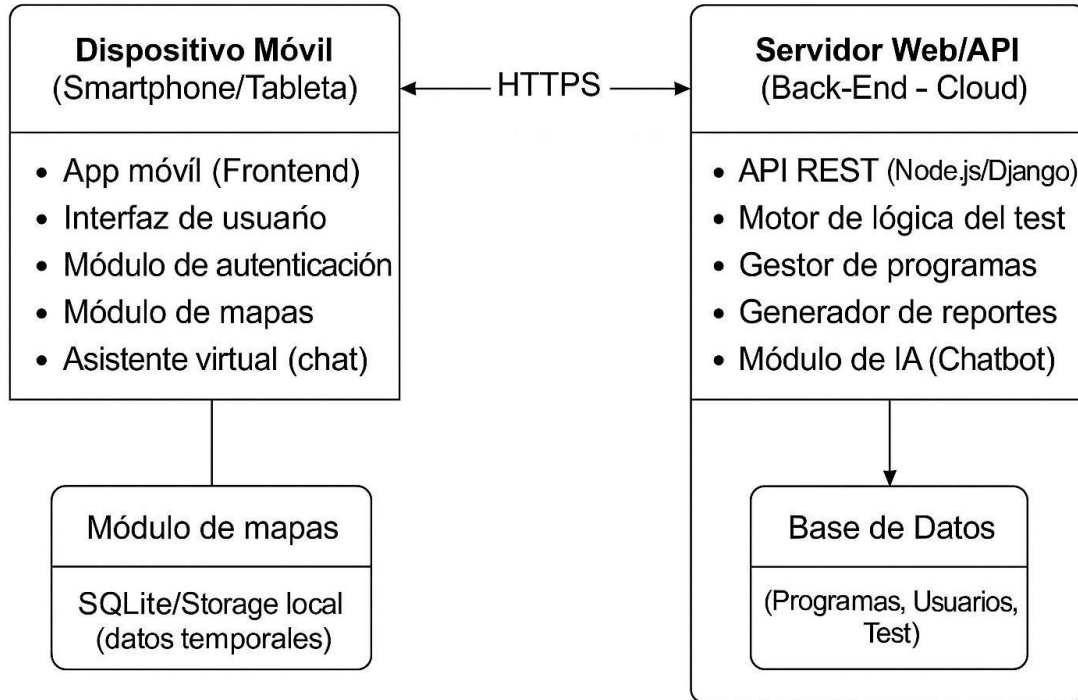 Dispositivo Móvil
(Smartphone/Tableta)
• App móvíl (Frontend)
• Interfaz de usuańo
• Módulo de autenticación
• Módulo de mapas
• Asistente virtual (chat)
HTTPS
Servidor Web/API
(Back-End - Cloud)
• API REST (Node.js/Django)
• Motor de lógica del test
• Gestor de programas
• Generador de reportes
• Módulo de IA (Chatbot)
Módulo de mapas
SQLite/Storage local
(datos temporales)
Base de Datos
(Programas, Usuarios,
Test)